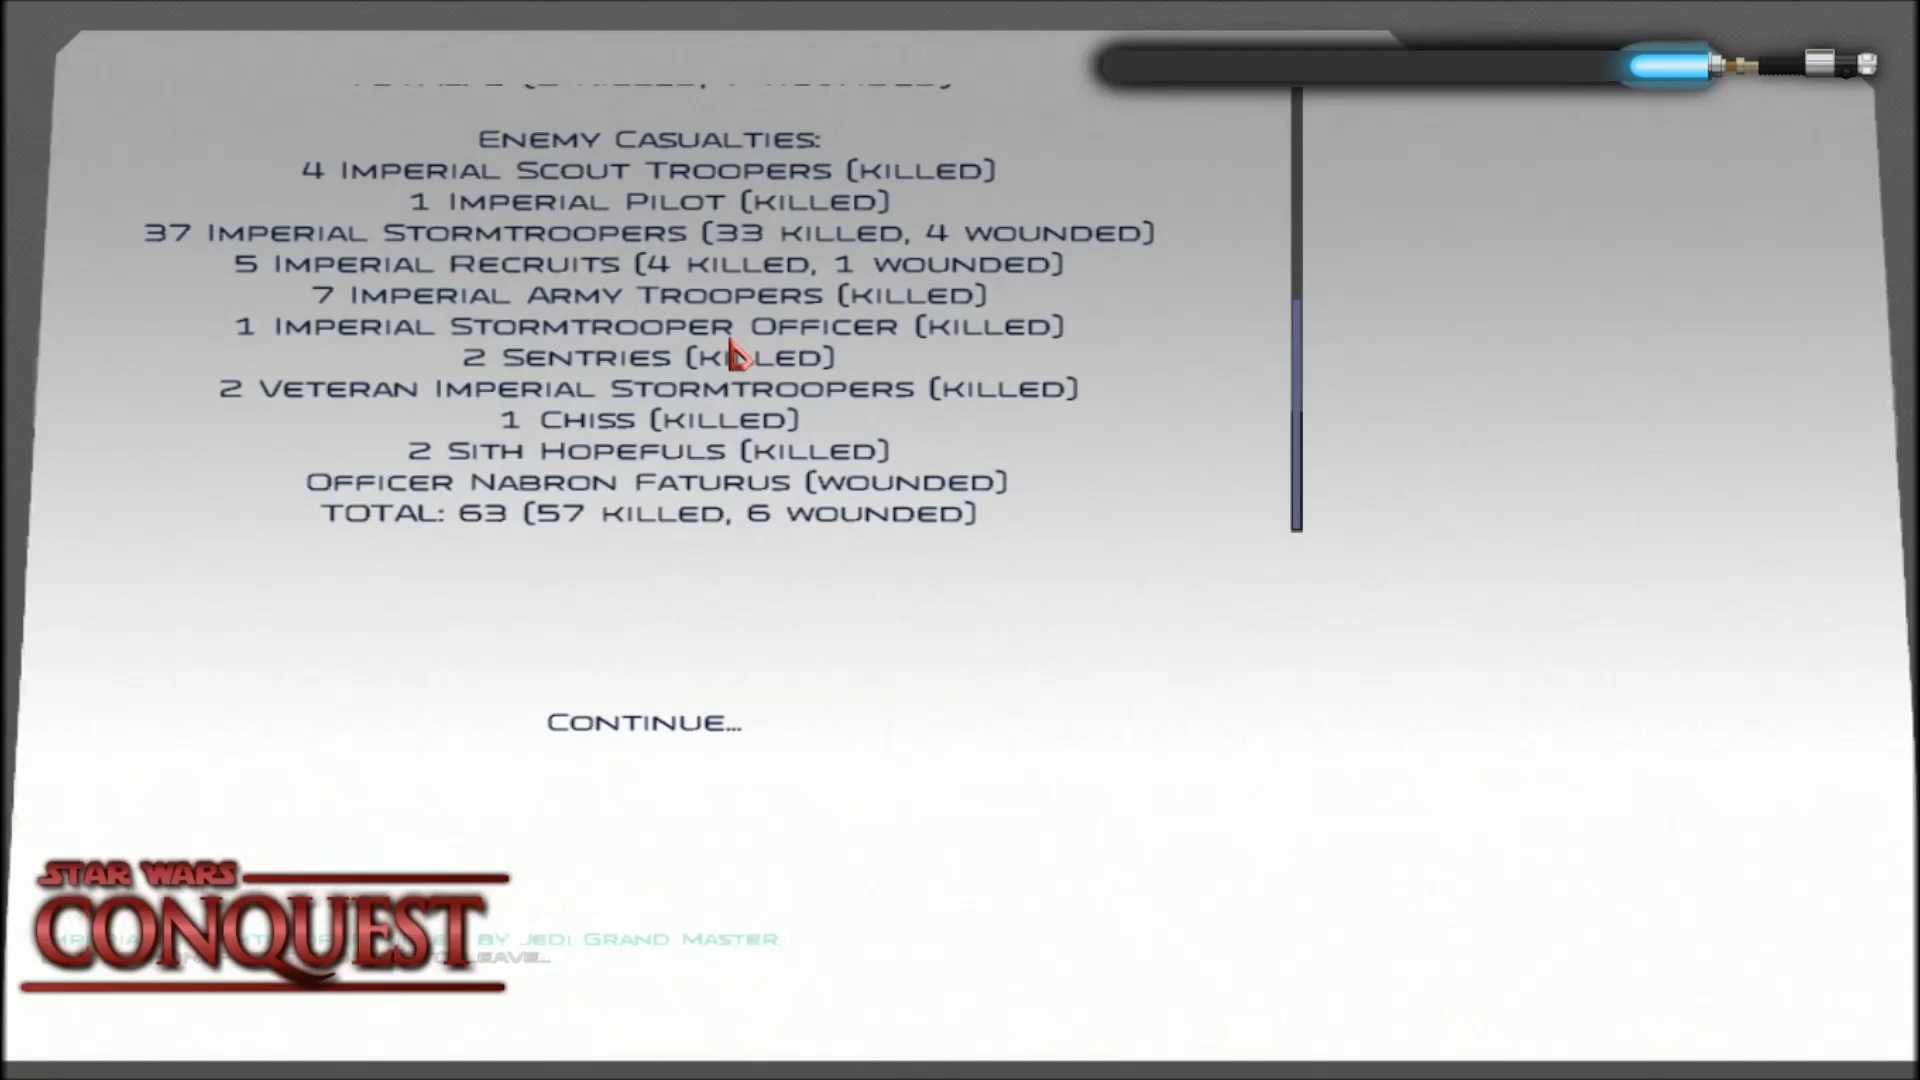 Enemy Casualties:
4 Imperial Scout Troopers (killed)
1 Imperial Pilot (killed)
37 Imperial Stormtroopers (33 killed, 4 wounded)
5 Imperial Recruits (4 killed, 1 wounded)
7 Imperial Army Troopers (killed)
1 Imperial Stormtrooper Officer (killed)
2 Sentries (killed)
2 Veteran Imperial Stormtroopers (killed)
1 Chiss (killed)
2 Sith Hopefuls (killed)
Officer Nabron Faturus (wounded)
TOTAL: 63 (57 killed, 6 wounded)
Continue...
STAR WARS
CONQUEST
by Jedi Grand Master.
leave...